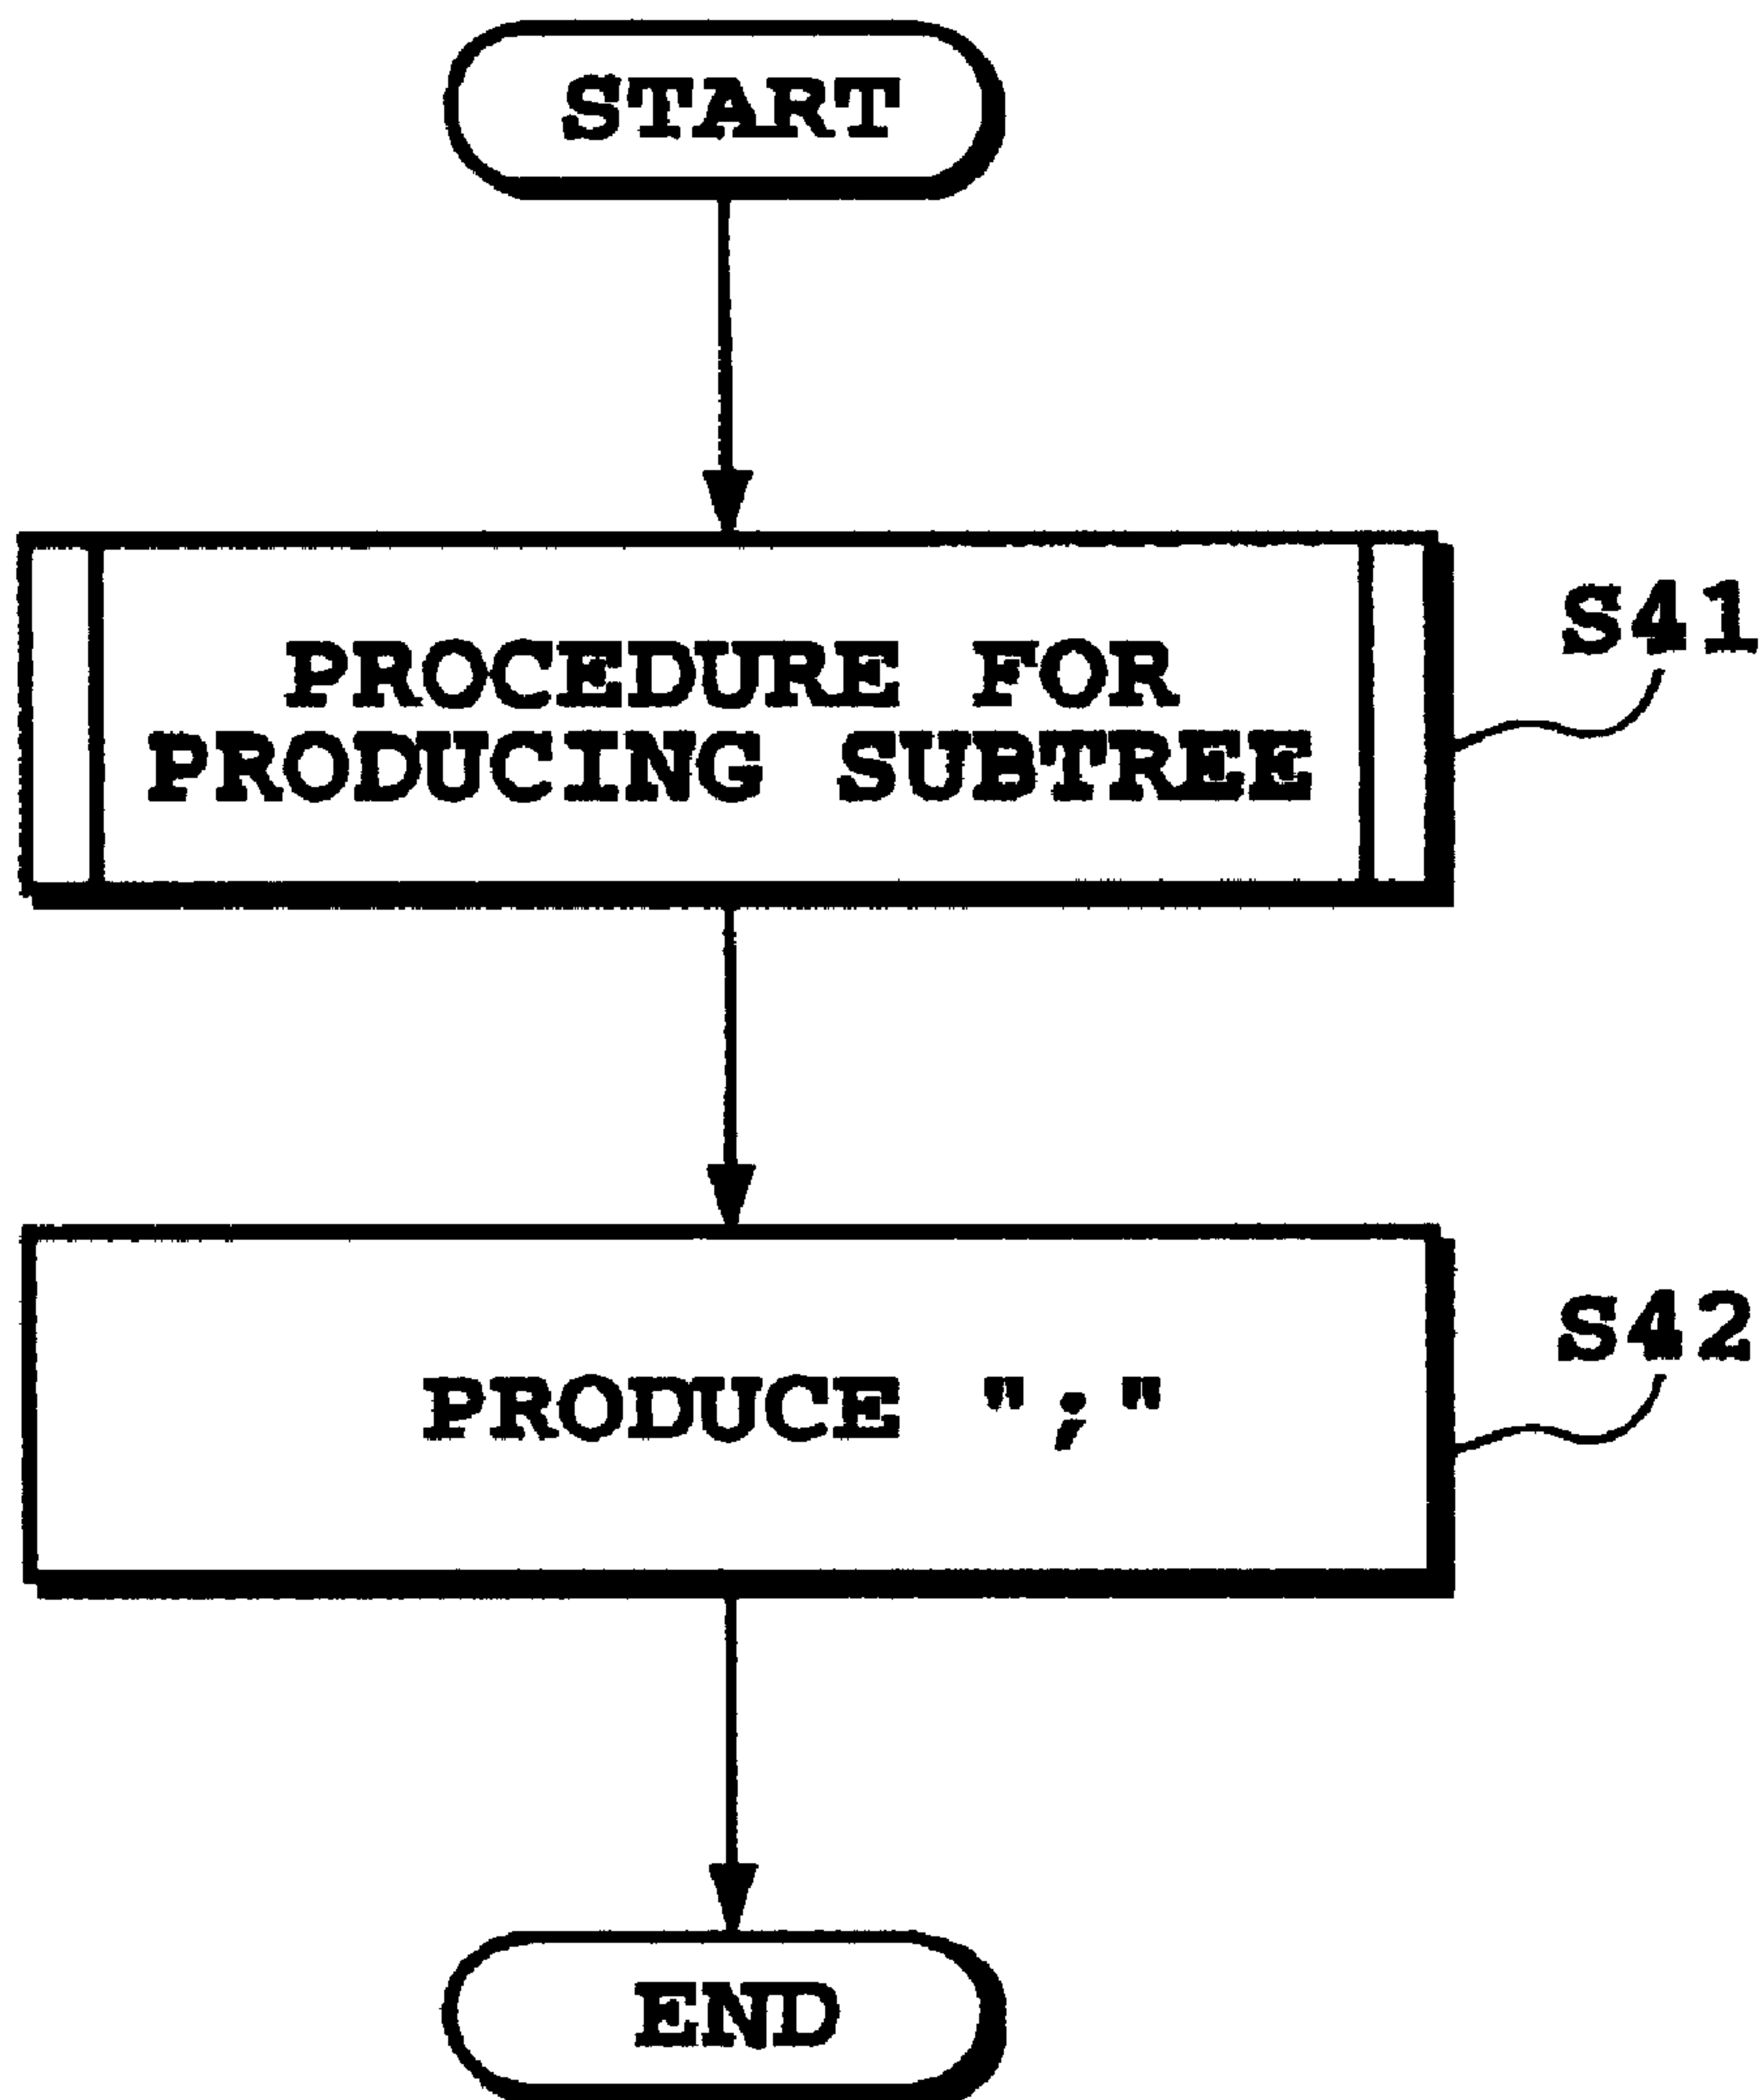 START
PROCEDURE FOR
PRODUCING SUBTREE
S41
PRODUCE ";"
S42
END